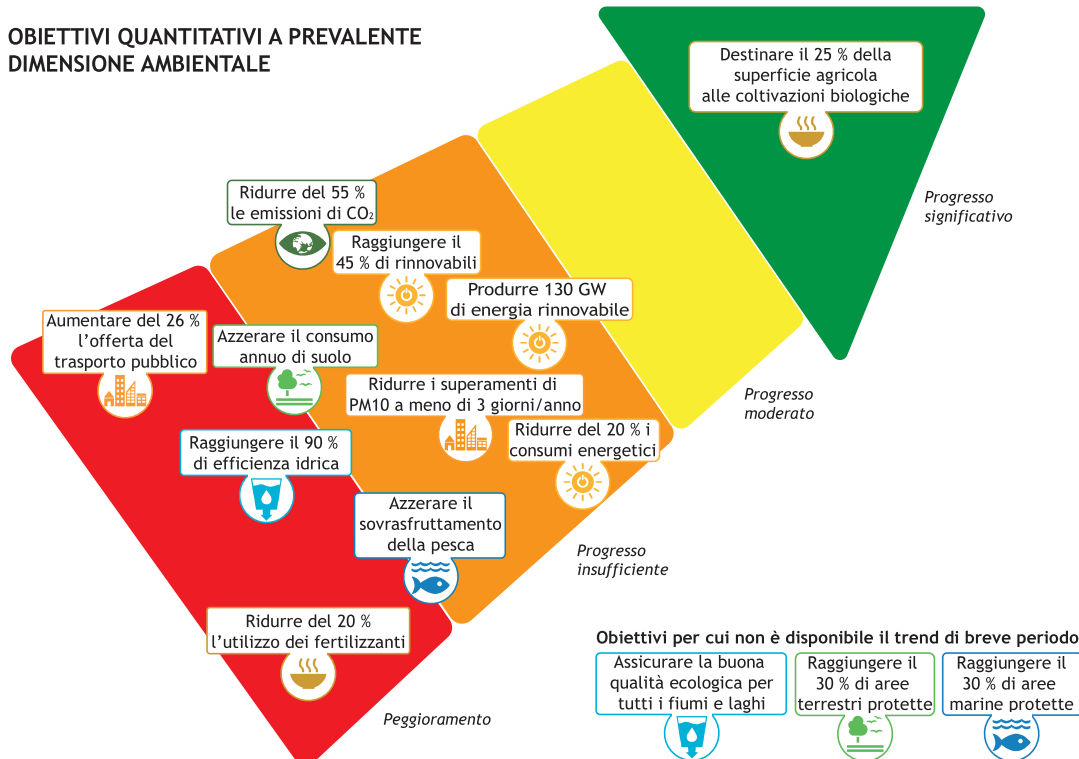 OBIETTIVI QUANTITATIVI A PREVALENTE
DIMENSIONE AMBIENTALE
Destinare il 25 % della
superficie agricola
alle coltivazioni biologiche
Progresso
significativo
Ridurre del 55 %
le emissioni di CO₂
Raggiungere il
45 % di rinnovabili
Produrre 130 GW
di energia rinnovabile
Aumentare del 26 %
l’offerta del
trasporto pubblico
Azzerare il consumo
annuo di suolo
Ridurre i superamenti di
PM10 a meno di 3 giorni/anno
Progresso
moderato
Raggiungere il 90 %
di efficienza idrica
Ridurre del 20 % i
consumi energetici
Azzerare il
sovrasfruttamento
della pesca
Progresso
insufficiente
Ridurre del 20 %
l’utilizzo dei fertilizzanti
Peggioramento
Obiettivi per cui non è disponibile il trend di breve periodo
Assicurare la buona
qualità ecologica per
tutti i fiumi e laghi
Raggiungere il
30 % di aree
terrestri protette
Raggiungere il
30 % di aree
marine protette